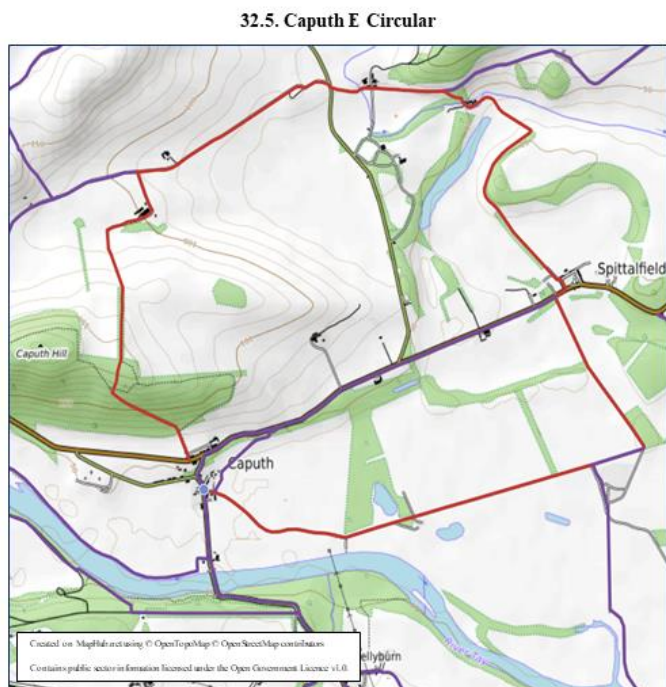 32.5. Caputh E Circular
Spittalfield
Caputh Hill
Caputh
River Tay
ellyburn
Created on MapHub.net using © OpenTopoMap © OpenStreetMap contributors
Contains public sector information licensed under the Open Government Licence v1.0.